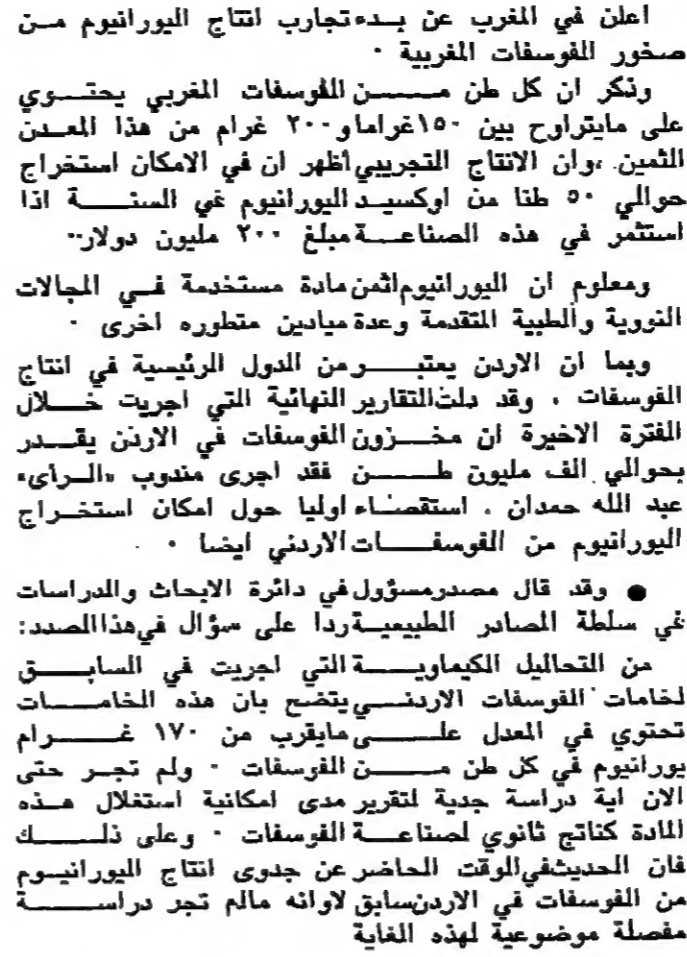 اعلن في المغرب عن بدء تجارب انتاج اليورانيوم من
صخور الفوسفات المغربية ٠
وذكر ان كل طن من الفوسفات المغربي يحتوي
على مايتراوح بين ١٥٠ غراما و ٢٠٠ غرام من هذا المعدن
الثمين ،وان الانتاج التجريبي أظهر ان في الامكان استخراج
حوالي ٥٠ طنا من اوكسيد اليورانيوم في السنة اذا
استثمر في هذه الصناعة مبلغ ٢٠٠ مليون دولار٠٠
ومعلوم ان اليورانيوم اثمن مادة مستخدمة في المجالات
النووية والطبية المتقدمة وعدة ميادين متطوره اخرى ٠
وبما ان الاردن يعتبر من الدول الرئيسية في انتاج
الفوسفات ، وقد دلت التقارير النهائية التي اجريت خلال
الفترة الاخيرة ان مخزون الفوسفات في الاردن يقدر
بحوالي الف مليون طن فقد اجرى مندوب «الرأي»
عبد الله حمدان . استقصاء اوليا حول امكان استخراج
اليورانيوم من الفوسفات الاردني ايضا ٠
● وقد قال مصدر مسؤول في دائرة الابحاث والدراسات
في سلطة المصادر الطبيعية ردا على سؤال في هذا الصدد :
من التحاليل الكيماوية التي اجريت في السابق
لخامات الفوسفات الاردني يتضح بان هذه الخامات
تحتوي في المعدل على مايقرب من ١٧٠ غرام
يورانيوم في كل طن من الفوسفات ٠ ولم تجر حتى
الان اية دراسة جدية لتقرير مدى امكانية استغلال هذه
المادة كناتج ثانوي لصناعة الفوسفات ٠ وعلى ذلك
فان الحديث في الوقت الحاضر عن جدوى انتاج اليورانيوم
من الفوسفات في الاردن سابق لاوانه مالم تجر دراسة
مفصلة موضوعية لهذه الغاية